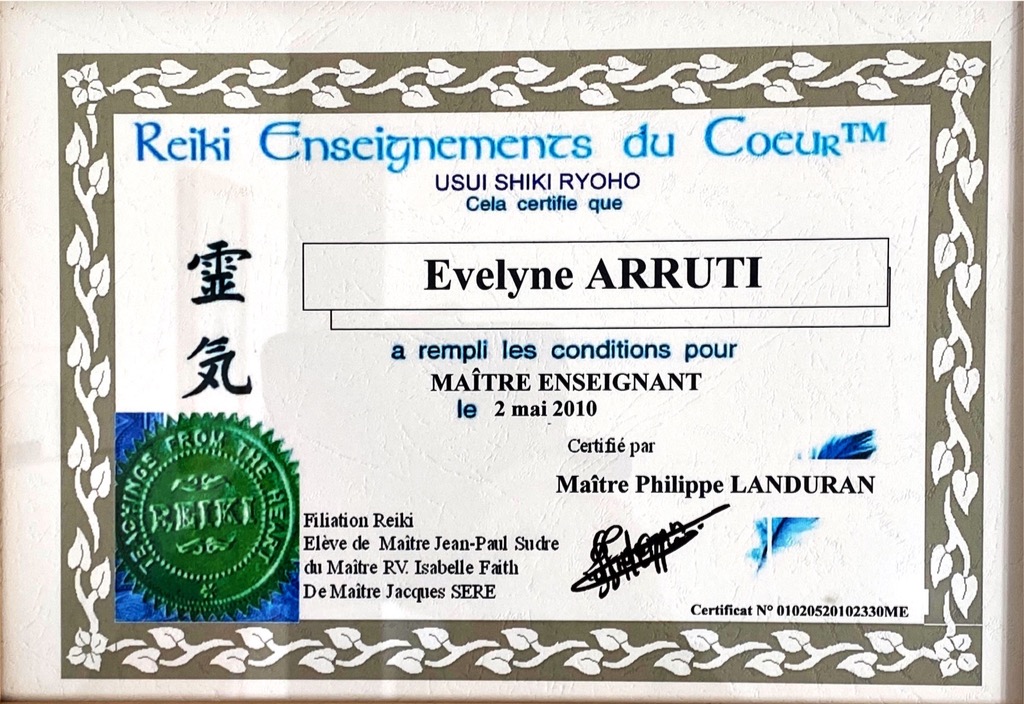 Reiki Enseignements du Coeur™
USUI SHIKI RYOHO
Cela certifie que
Evelyne ARRUTI
靈
気
a rempli les conditions pour
MAÎTRE ENSEIGNANT
le 2 mai 2010
Certifié par
Maître Philippe LANDURAN
TEACHINGS FROM THE HEART
REIKI
Filiation Reiki
Elève de Maître Jean-Paul Sudre
du Maître RV. Isabelle Faith
De Maître Jacques SERE
Certificat N° 01020520102330ME